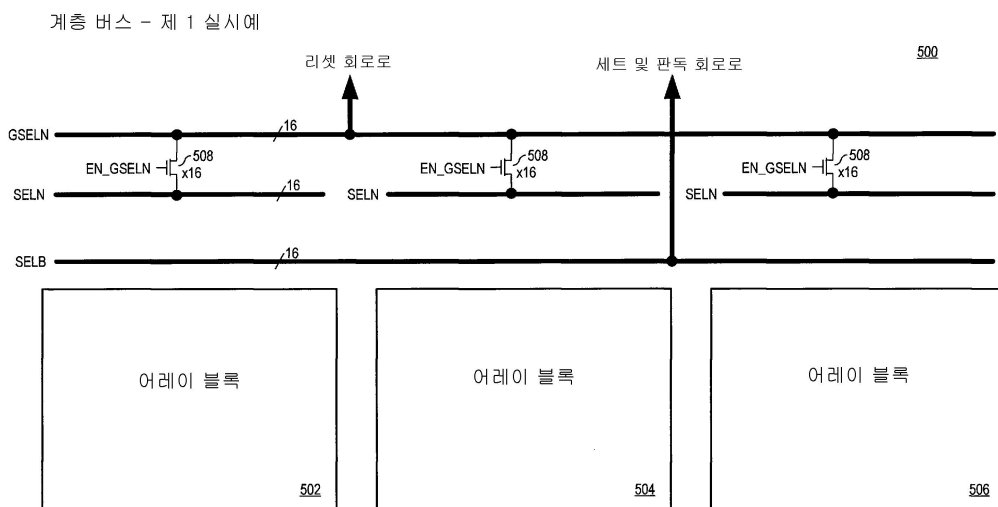 계층 버스 - 제 1 실시예
500
리셋 회로로
세트 및 판독 회로로
GSELN
16
EN_GSELN
508
x16
EN_GSELN
508
x16
EN_GSELN
508
x16
SELN
16
SELN
SELN
SELB
16
어레이 블록
어레이 블록
어레이 블록
502
504
506